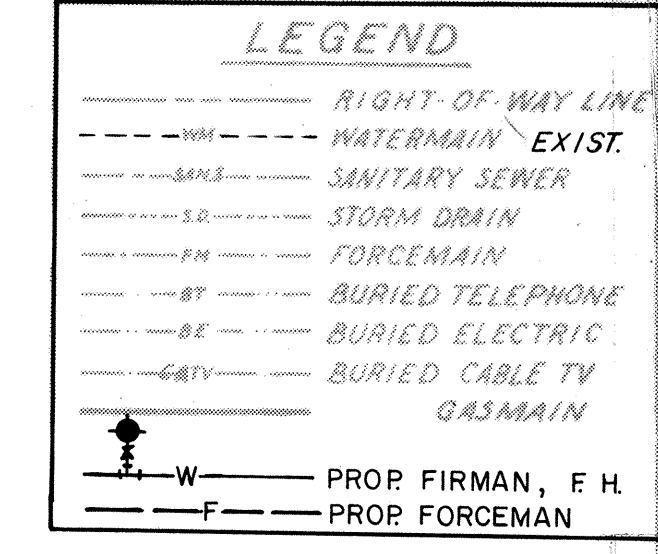 LEGEND
RIGHT-OF-WAY LINE
WM WATERMAIN EXIST.
SAN.S SANITARY SEWER
S.D. STORM DRAIN
FM FORCEMAIN
BT BURIED TELEPHONE
BE BURIED ELECTRIC
CATV BURIED CABLE TV
GASMAIN
W PROP. FIRMAN, F. H.
F PROP. FORCEMAN